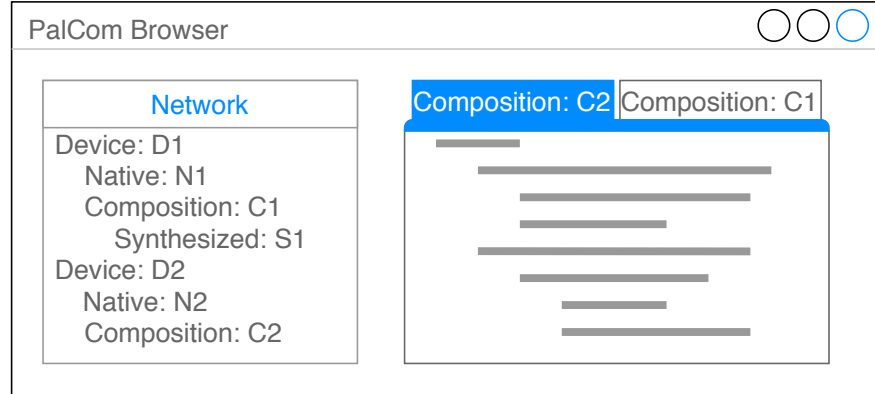 PalCom Browser
Network
Device: D1
Native: N1
Composition: C1
Synthesized: S1
Device: D2
Native: N2
Composition: C2
Composition: C2
Composition: C1